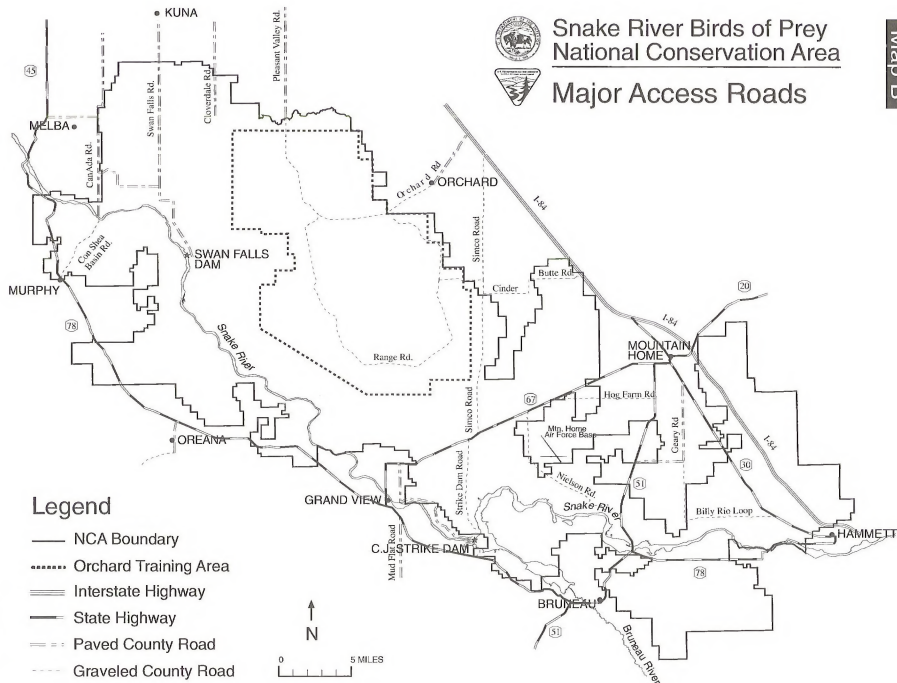 Snake River Birds of Prey
National Conservation Area
Major Access Roads
Map B
KUNA
45
MELBA
CanAda Rd.
Swan Falls Rd.
Cloverdale Rd.
Pleasant Valley Rd.
Orchard Rd
ORCHARD
I-84
Simco Road
Con Shea
Basin Rd.
SWAN FALLS
DAM
MURPHY
78
Snake River
Cinder
Butte Rd.
20
I-84
MOUNTAIN
HOME
Range Rd.
67
Hog Farm Rd.
Mtn. Home
Air Force Base
Simco Road
Geary Rd
I-84
OREANA
51
30
Strike Dam Road
Nielson Rd.
Snake River
Billy Rio Loop
GRAND VIEW
HAMMETT
C.J. STRIKE DAM
Mud Flat Road
78
BRUNEAU
51
Bruneau River
Legend
NCA Boundary
Orchard Training Area
Interstate Highway
State Highway
Paved County Road
Graveled County Road
N
0 5 MILES